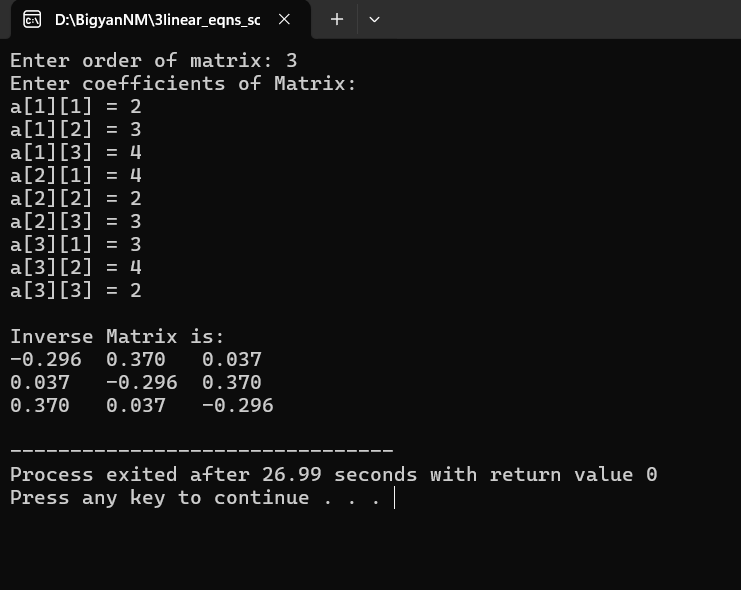 D:\BigyanNM\3linear_eqns_sc
Enter order of matrix: 3
Enter coefficients of Matrix:
a[1][1] = 2
a[1][2] = 3
a[1][3] = 4
a[2][1] = 4
a[2][2] = 2
a[2][3] = 3
a[3][1] = 3
a[3][2] = 4
a[3][3] = 2
Inverse Matrix is:
-0.296 0.370 0.037
0.037 -0.296 0.370
0.370 0.037 -0.296
--------------------------------
Process exited after 26.99 seconds with return value 0
Press any key to continue . . .